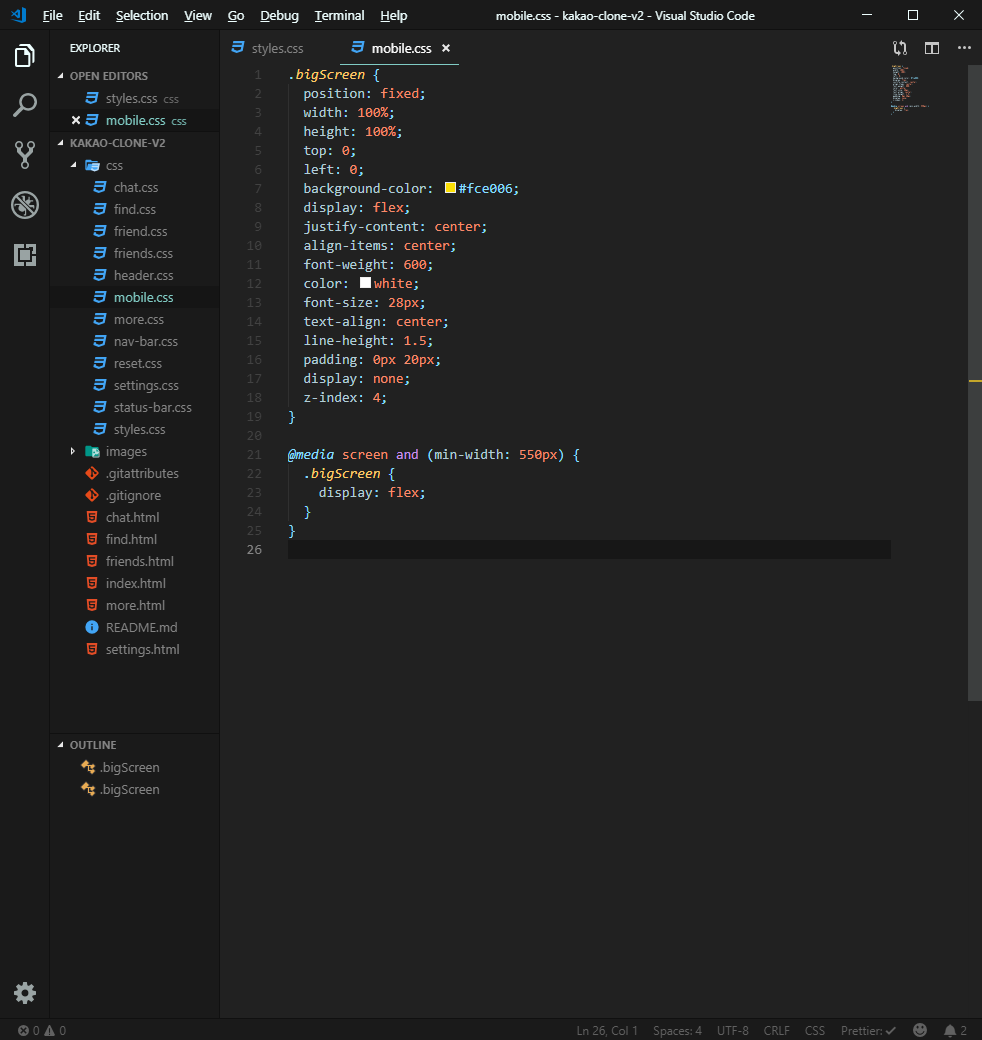 File Edit Selection View Go Debug Terminal Help mobile.css - kakao-clone-v2 - Visual Studio Code
EXPLORER
OPEN EDITORS
styles.css css
mobile.css css
KAKAO-CLONE-V2
css
chat.css
find.css
friend.css
friends.css
header.css
mobile.css
more.css
nav-bar.css
reset.css
settings.css
status-bar.css
styles.css
images
.gitattributes
.gitignore
chat.html
find.html
friends.html
index.html
more.html
README.md
settings.html
OUTLINE
.bigScreen
.bigScreen
styles.css mobile.css
1 .bigScreen {
2 position: fixed;
3 width: 100%;
4 height: 100%;
5 top: 0;
6 left: 0;
7 background-color: #fce006;
8 display: flex;
9 justify-content: center;
10 align-items: center;
11 font-weight: 600;
12 color: white;
13 font-size: 28px;
14 text-align: center;
15 line-height: 1.5;
16 padding: 0px 20px;
17 display: none;
18 z-index: 4;
19 }
20
21 @media screen and (min-width: 550px) {
22 .bigScreen {
23 display: flex;
24 }
25 }
26
0 0 Ln 26, Col 1 Spaces: 4 UTF-8 CRLF CSS Prettier: ✓ 2